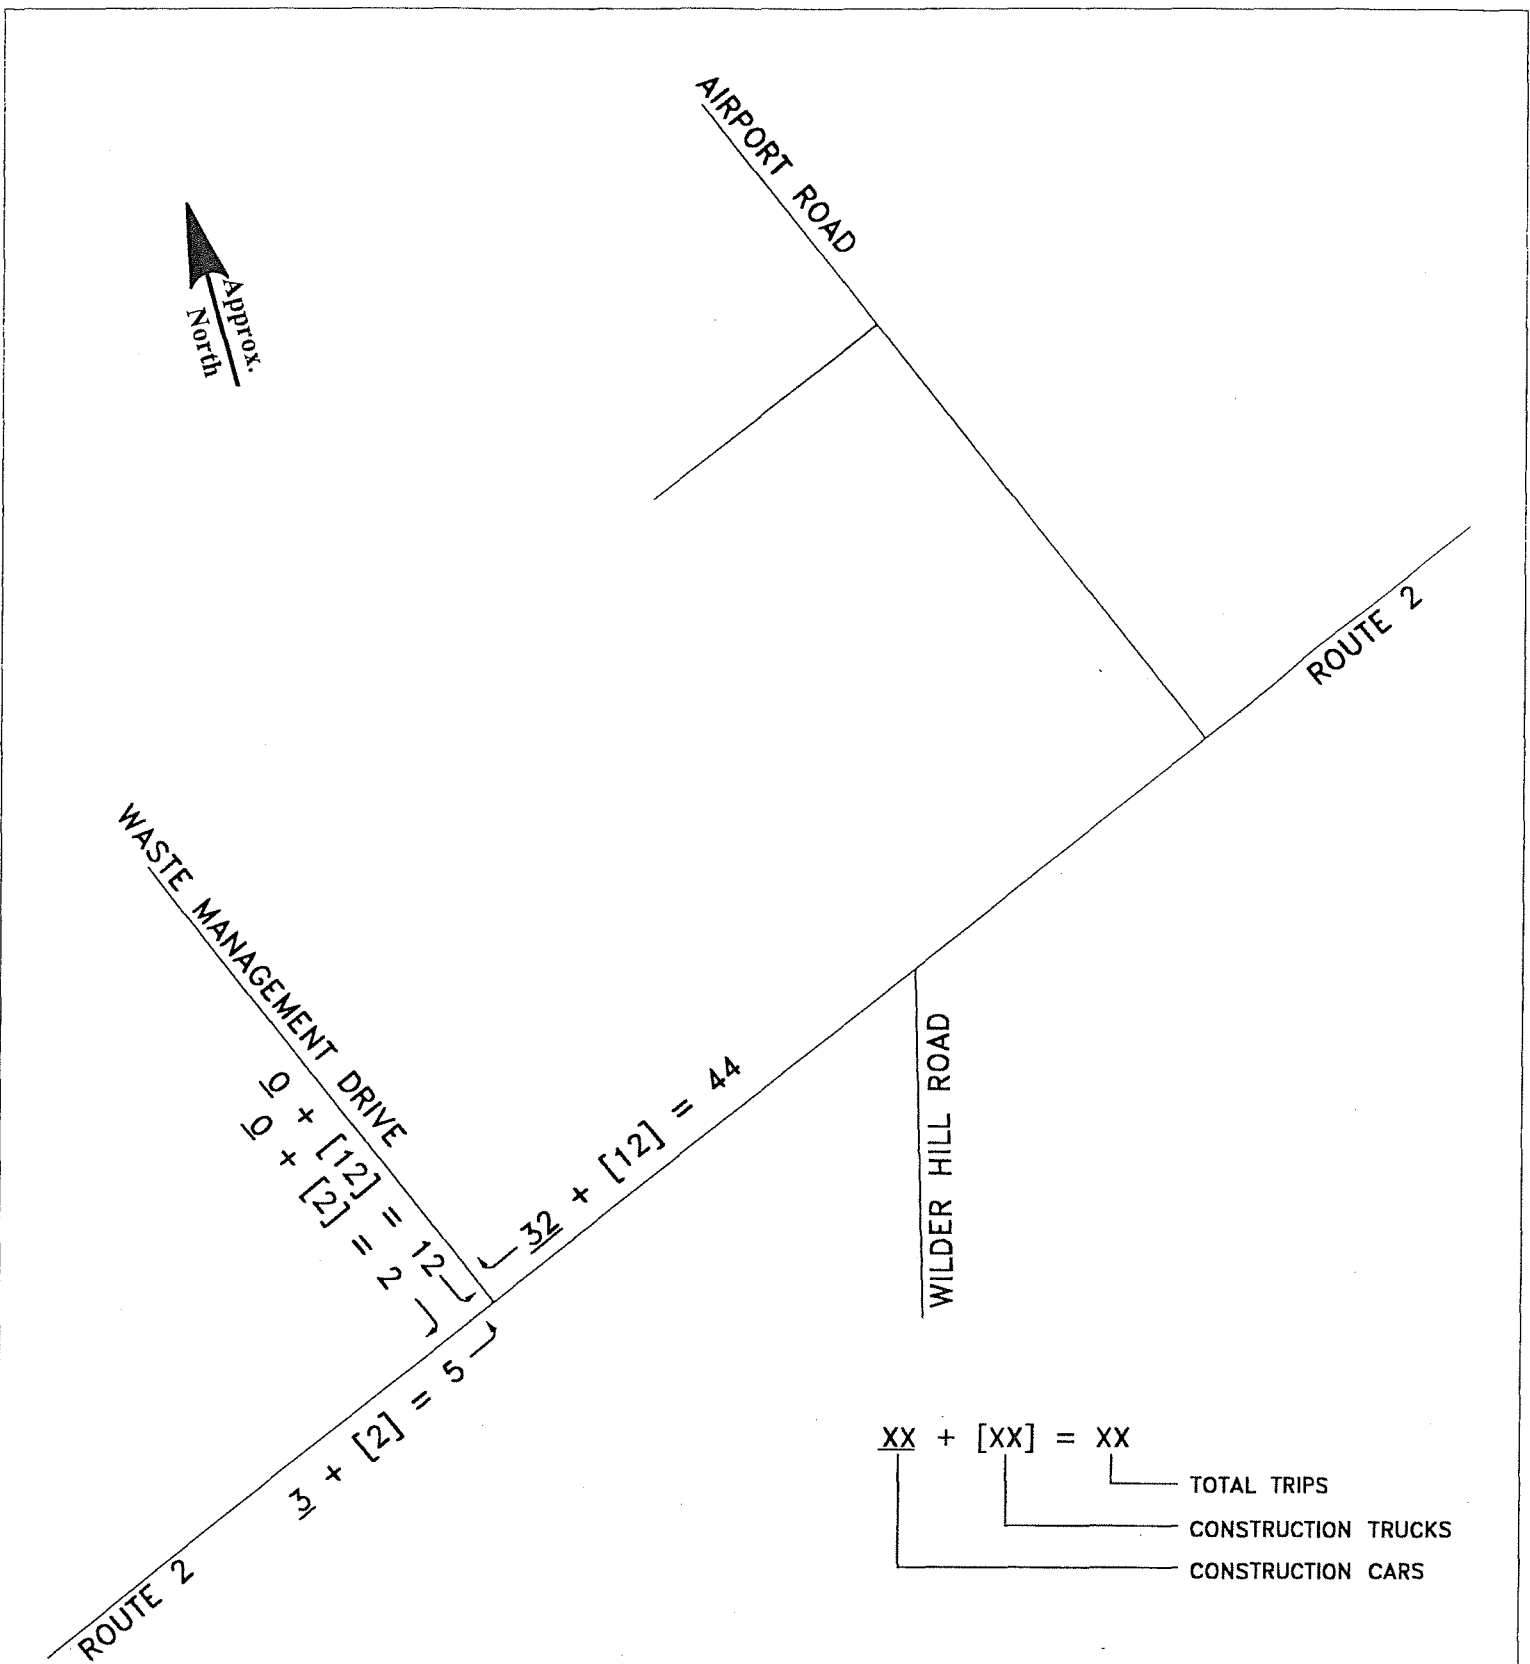 AIRPORT ROAD
Approx.
North
ROUTE 2
WASTE MANAGEMENT DRIVE
0 + [12] = 12
0 + [2] = 2
32 + [12] = 44
WILDER HILL ROAD
3 + [2] = 5
XX + [XX] = XX
TOTAL TRIPS
CONSTRUCTION TRUCKS
CONSTRUCTION CARS
ROUTE 2